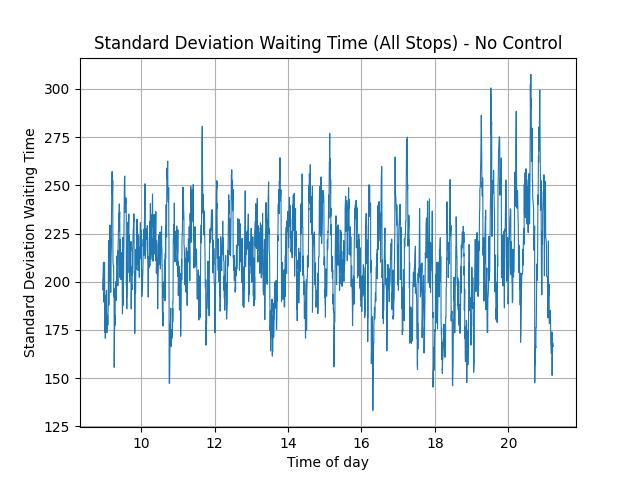 Standard Deviation Waiting Time (All Stops) - No Control
Standard Deviation Waiting Time
300
275
250
225
200
175
150
125
10 12 14 16 18 20
Time of day